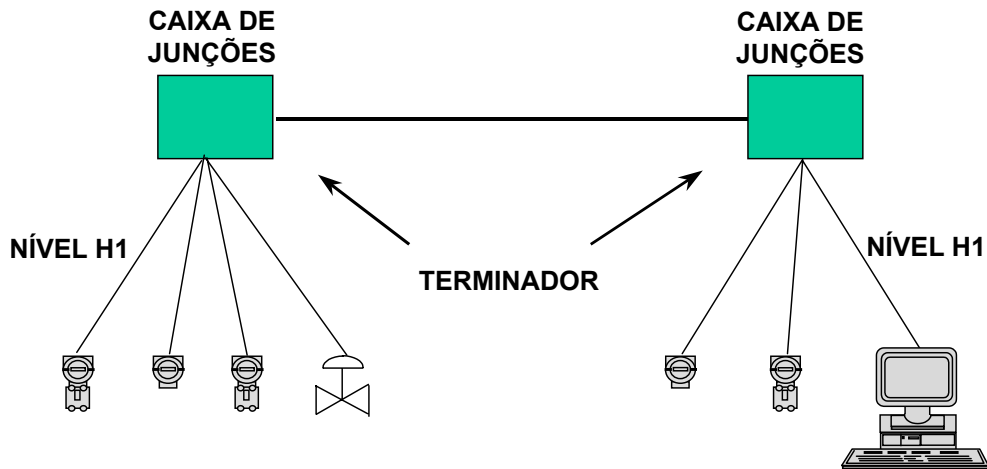 CAIXA DE
JUNÇÕES
CAIXA DE
JUNÇÕES
NÍVEL H1
NÍVEL H1
TERMINADOR